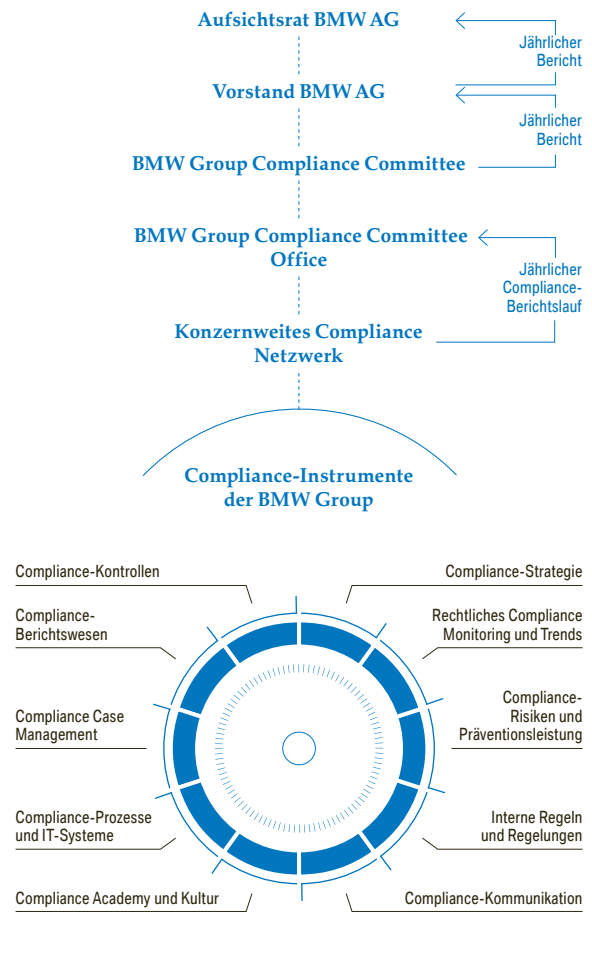 Aufsichtsrat BMW AG
Jährlicher
Bericht
Vorstand BMW AG
Jährlicher
Bericht
BMW Group Compliance Committee
BMW Group Compliance Committee
Office
Jährlicher
Compliance-
Berichtslauf
Konzernweites Compliance
Netzwerk
Compliance-Instrumente
der BMW Group
Compliance-Kontrollen
Compliance-Strategie
Compliance-
Berichtswesen
Rechtliches Compliance
Monitoring und Trends
Compliance Case
Management
Compliance-
Risiken und
Präventionsleistung
Compliance-Prozesse
und IT-Systeme
Interne Regeln
und Regelungen
Compliance Academy und Kultur
Compliance-Kommunikation